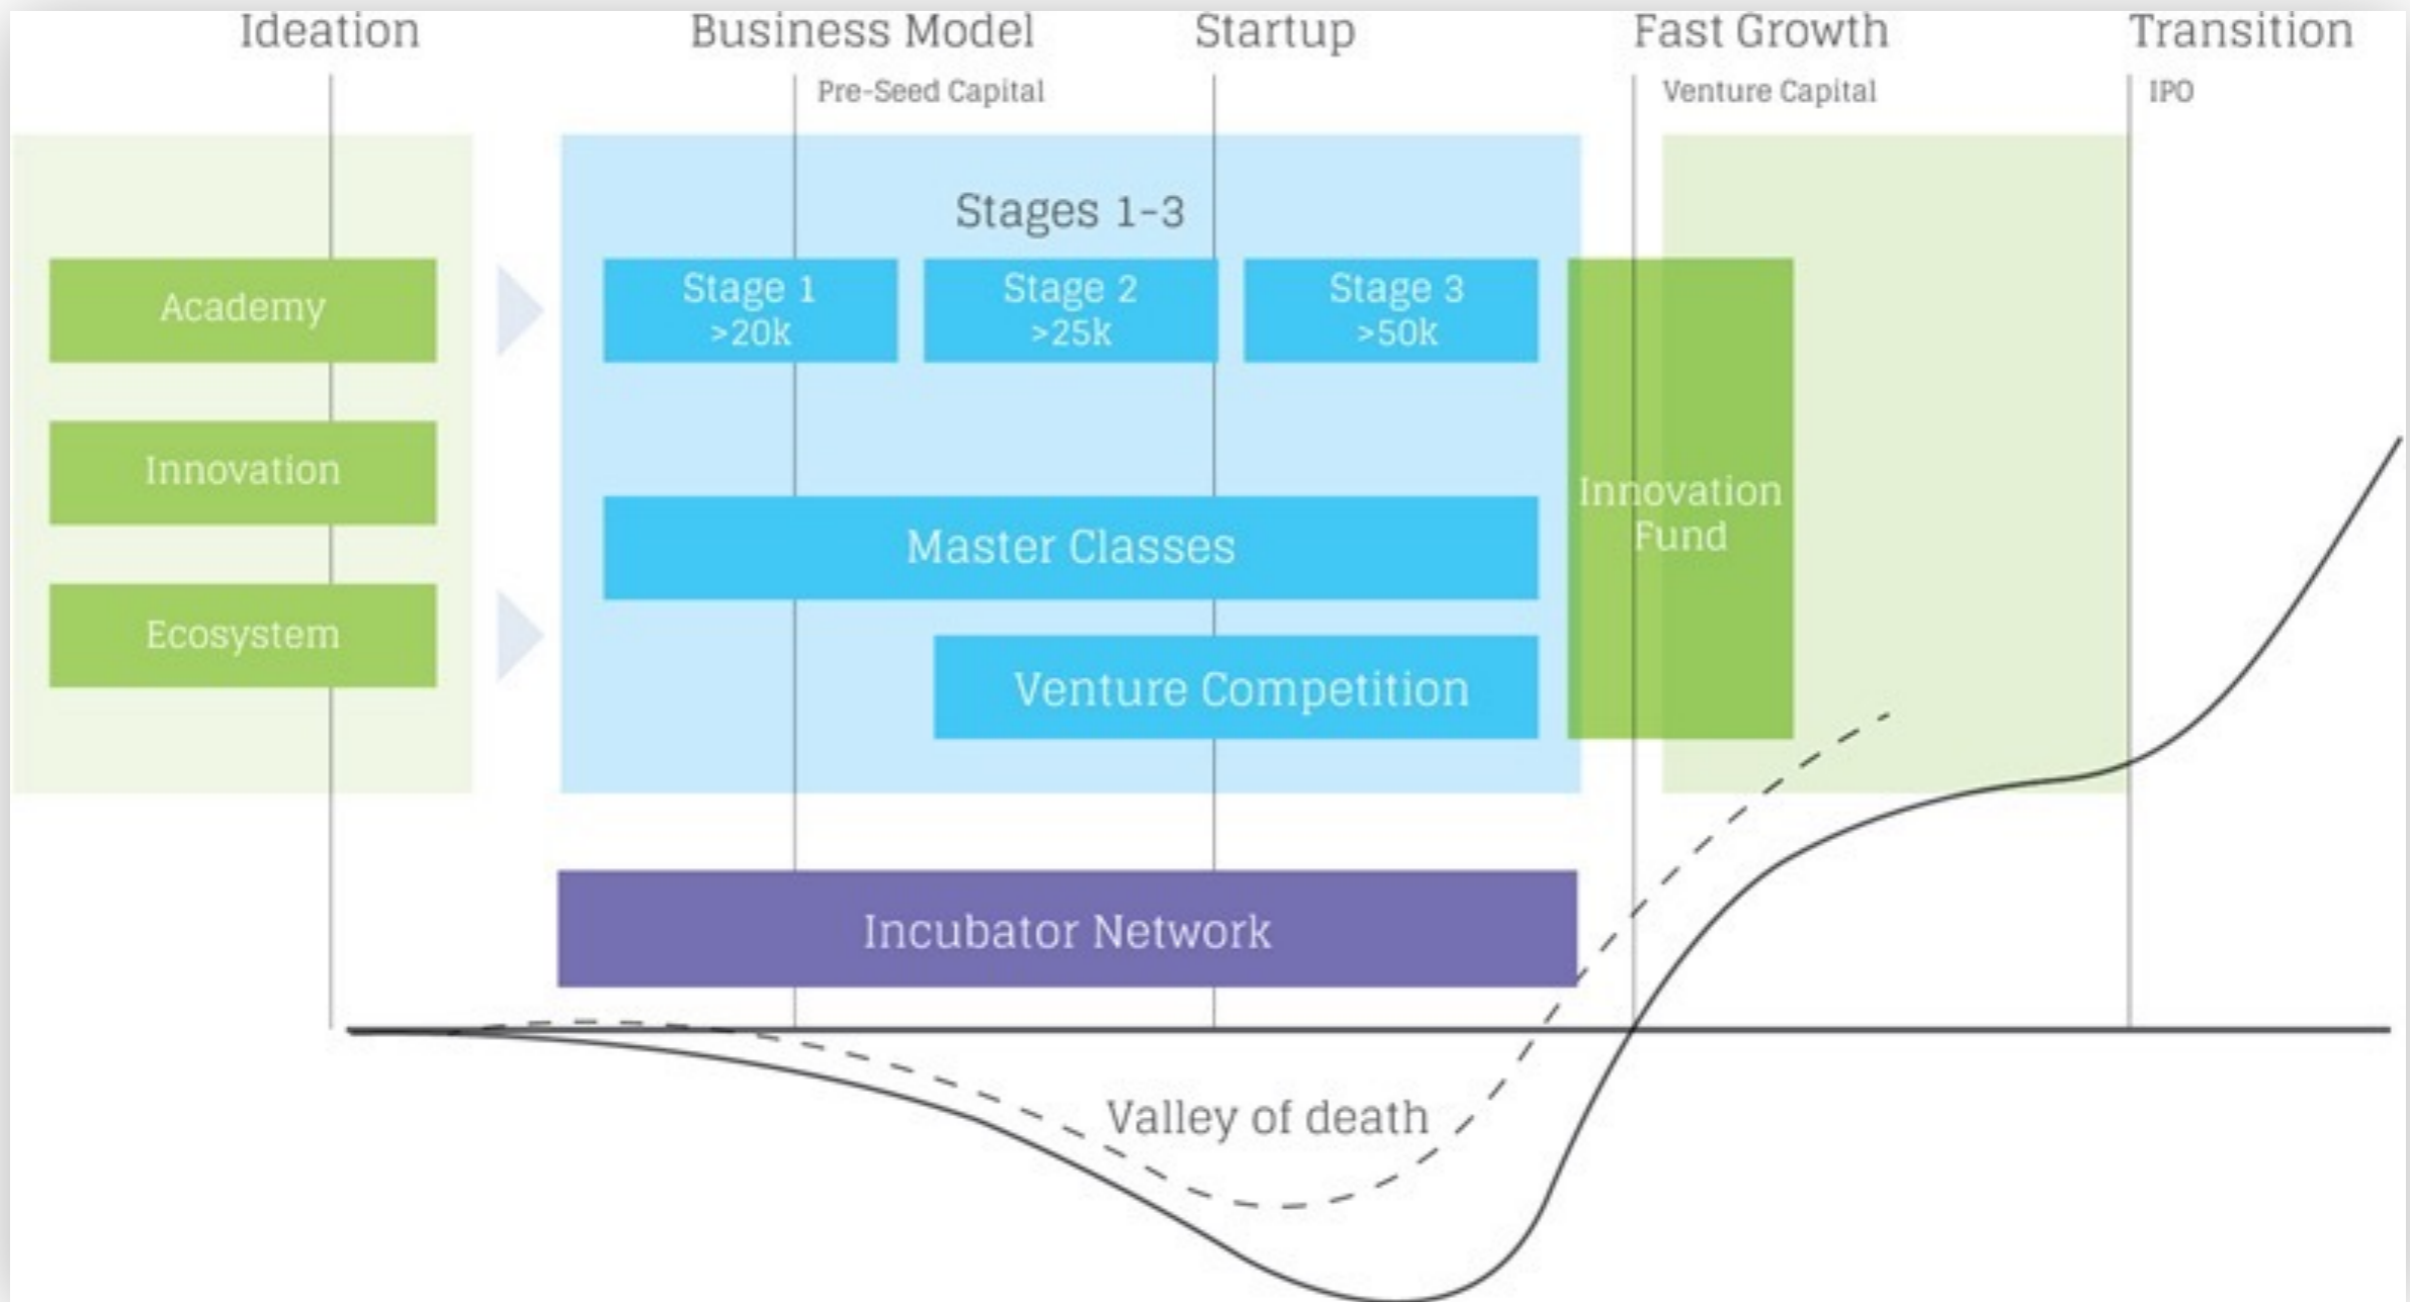 Ideation
Business Model
Startup
Fast Growth
Transition
Pre-Seed Capital
Venture Capital
IPO
Stages 1-3
Academy
Stage 1
>20k
Stage 2
>25k
Stage 3
>50k
Innovation
Master Classes
Innovation
Fund
Ecosystem
Venture Competition
Incubator Network
Valley of death